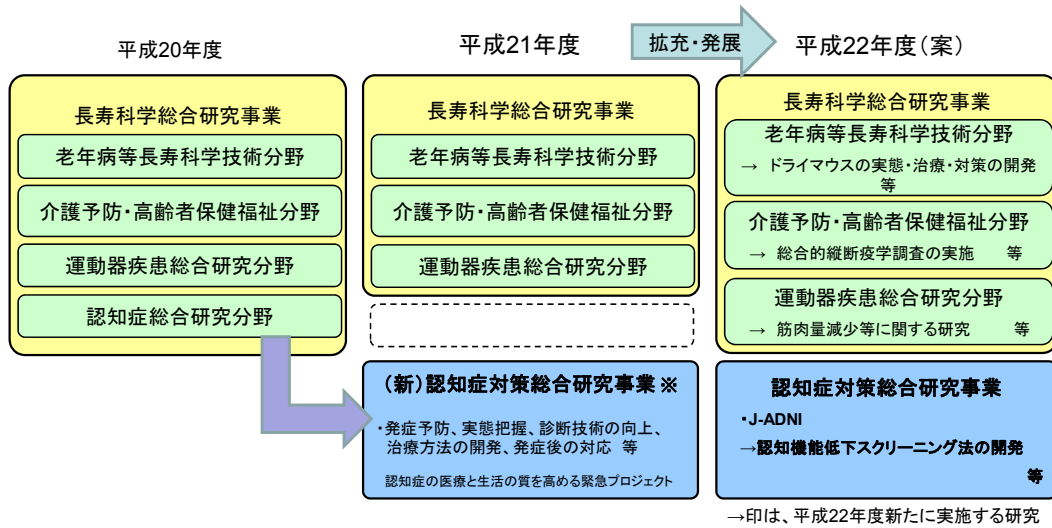 平成20年度
長寿科学総合研究事業
老年病等長寿科学技術分野
介護予防・高齢者保健福祉分野
運動器疾患総合研究分野
認知症総合研究分野
平成21年度
長寿科学総合研究事業
老年病等長寿科学技術分野
介護予防・高齢者保健福祉分野
運動器疾患総合研究分野
(新)認知症対策総合研究事業※
・発症予防、実態把握、診断技術の向上、
治療方法の開発、発症後の対応 等
認知症の医療と生活の質を高める緊急プロジェクト
拡充・発展
平成22年度(案)
長寿科学総合研究事業
老年病等長寿科学技術分野
→ ドライマウスの実態・治療・対策の開発
等
介護予防・高齢者保健福祉分野
→ 総合的縦断疫学調査の実施 等
運動器疾患総合研究分野
→ 筋肉量減少等に関する研究 等
認知症対策総合研究事業
・J-ADNI
→認知機能低下スクリーニング法の開発
等
→印は、平成22年度新たに実施する研究